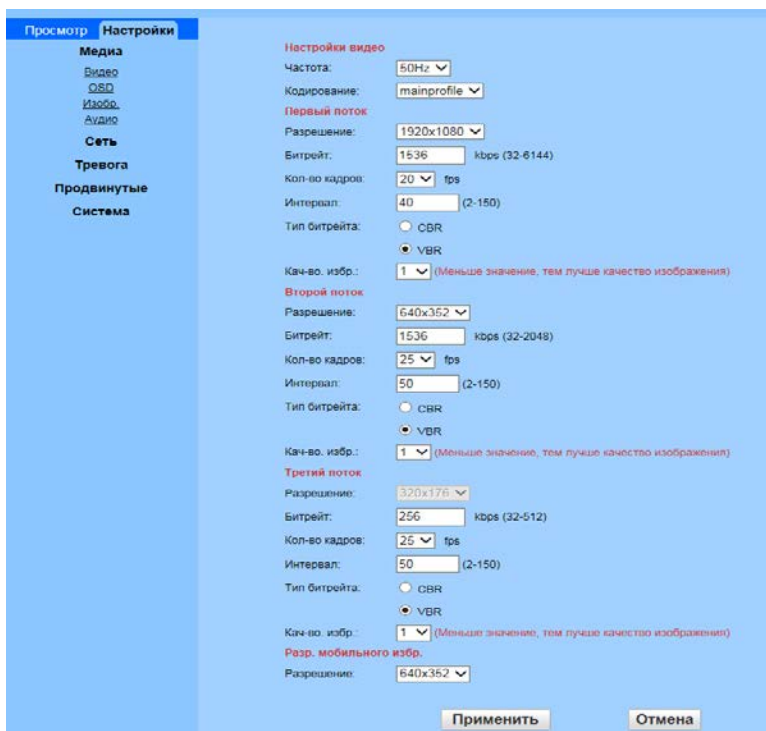 Просмотр Настройки
Медиа
Видео
OSD
Изобр.
Аудио
Сеть
Тревога
Продвинутые
Система
Настройки видео
Частота: 50Hz
Кодирование: mainprofile
Первый поток
Разрешение: 1920x1080
Битрейт: 1536 kbps (32-6144)
Кол-во кадров: 20 fps
Интервал: 40 (2-150)
Тип битрейта: CBR
VBR
Кач-во. избр.: 1 (Меньше значение, тем лучше качество изображения)
Второй поток
Разрешение: 640x352
Битрейт: 1536 kbps (32-2048)
Кол-во кадров: 25 fps
Интервал: 50 (2-150)
Тип битрейта: CBR
VBR
Кач-во. избр.: 1 (Меньше значение, тем лучше качество изображения)
Третий поток
Разрешение: 320x176
Битрейт: 256 kbps (32-512)
Кол-во кадров: 25 fps
Интервал: 50 (2-150)
Тип битрейта: CBR
VBR
Кач-во. избр.: 1 (Меньше значение, тем лучше качество изображения)
Разр. мобильного избр.
Разрешение: 640x352
Применить Отмена